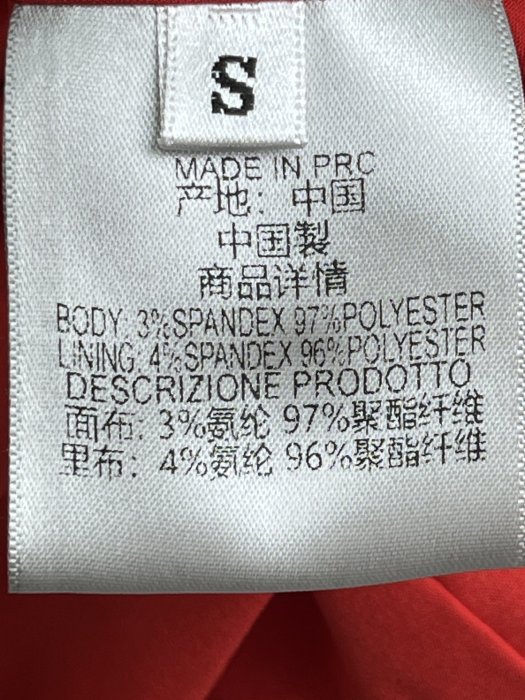 S
MADE IN PRC
产地：中国
中国製
商品详情
BODY: 3%SPANDEX 97%POLYESTER
LINING: 4%SPANDEX 96%POLYESTER
DESCRIZIONE PRODOTTO
面布：3%氨纶 97%聚酯纤维
里布：4%氨纶 96%聚酯纤维